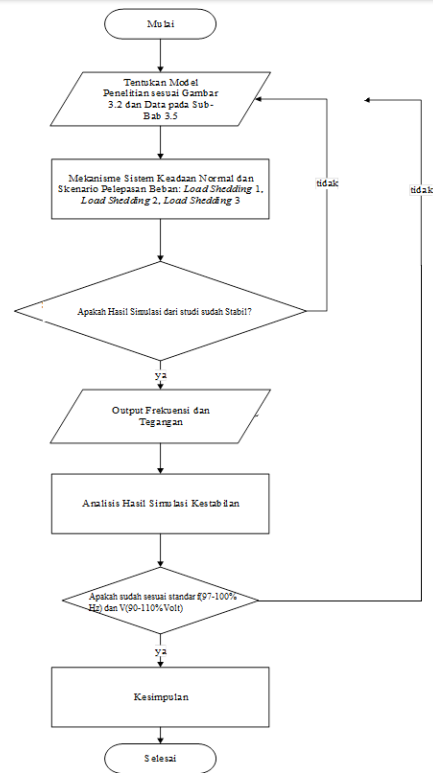 Mulai
Tentukan Model
Penelitian sesuai Gambar
3.2 dan Data pada Sub-
Bab 3.5
Mekanisme Sistem Keadaan Normal dan
Skenario Pelepasan Beban: Load Shedding 1,
Load Shedding 2, Load Shedding 3
tidak
tidak
Apakah Hasil Simulasi dari studi sudah Stabil?
ya
Output Frekuensi dan
Tegangan
Analisis Hasil Simulasi Kestabilan
Apakah sudah sesuai standar f(97-100%
Hz) dan V(90-110%Volt)
ya
Kesimpulan
Selesai